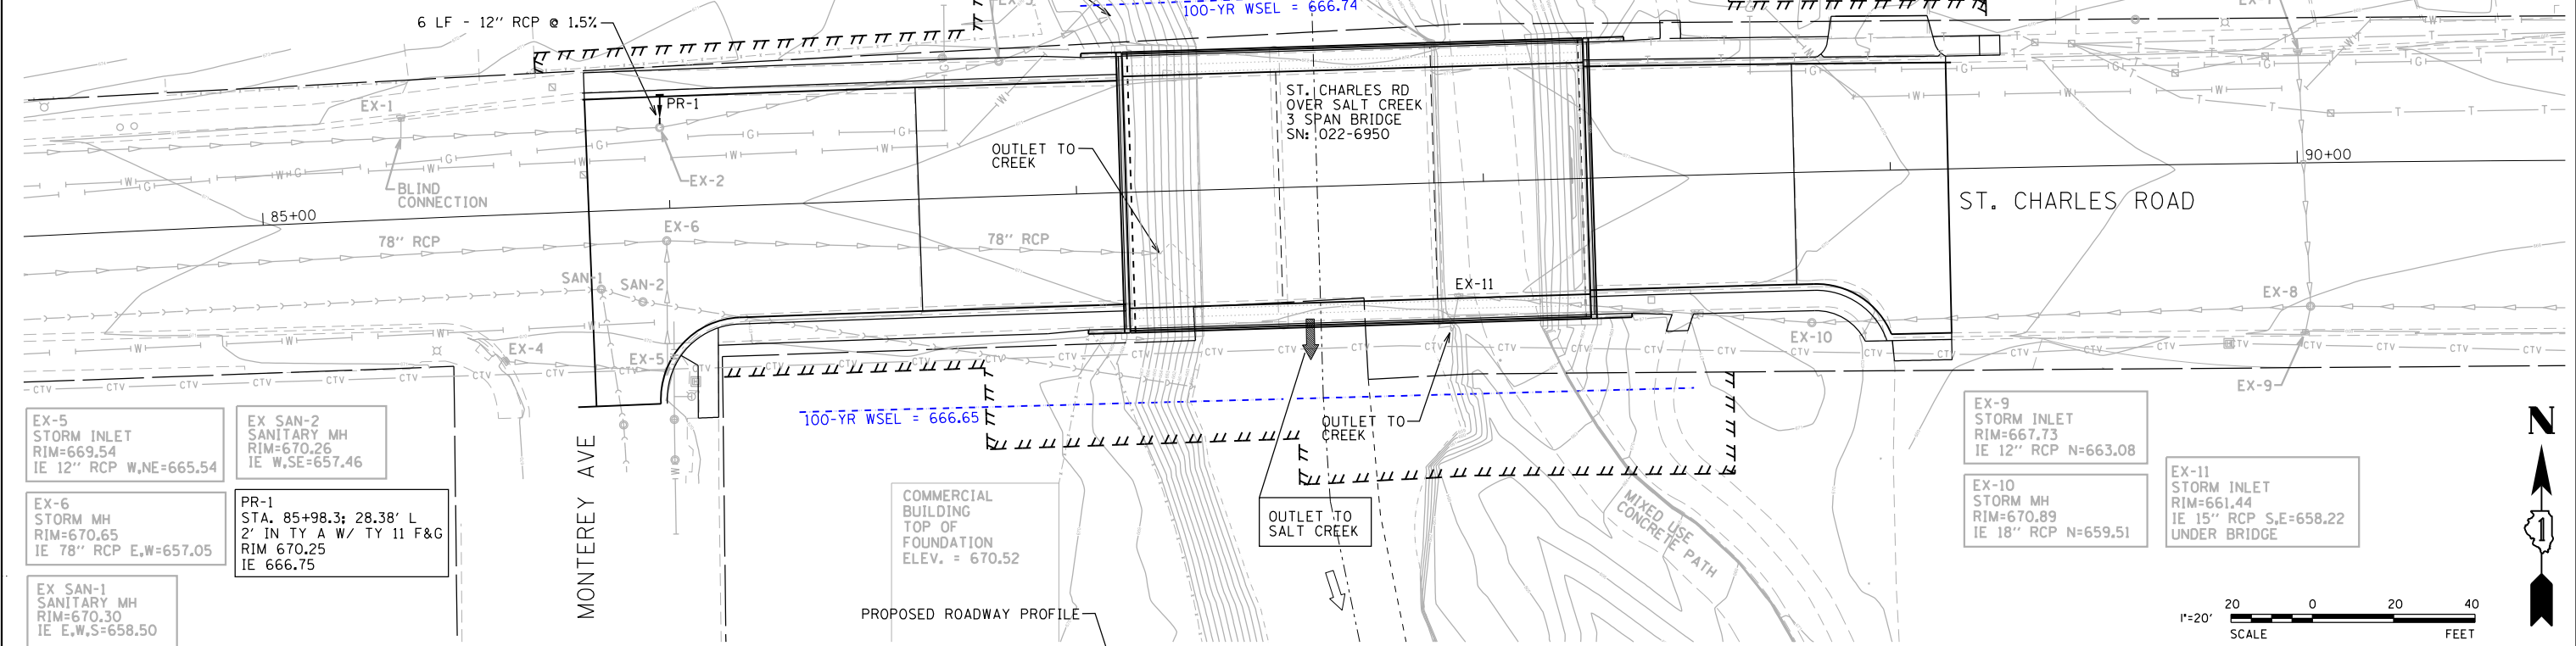 6 LF - 12" RCP @ 1.5%
100-YR WSEL = 666.74
EX-1
PR-1
EX-2
BLIND
CONNECTION
ST. CHARLES RD
OVER SALT CREEK
3 SPAN BRIDGE
SN: 022-6950
OUTLET TO
CREEK
85+00
90+00
ST. CHARLES ROAD
78" RCP
EX-6
78" RCP
SAN-1
SAN-2
EX-11
EX-8
EX-4
EX-5
EX-10
EX-9
100-YR WSEL = 666.65
OUTLET TO
CREEK
OUTLET TO
SALT CREEK
MONTEREY AVE
COMMERCIAL
BUILDING
TOP OF
FOUNDATION
ELEV. = 670.52
MIXED USE
CONCRETE PATH
PROPOSED ROADWAY PROFILE
EX-5
STORM INLET
RIM=669.54
IE 12" RCP W,NE=665.54
EX SAN-2
SANITARY MH
RIM=670.26
IE W,SE=657.46
EX-6
STORM MH
RIM=670.65
IE 78" RCP E,W=657.05
PR-1
STA. 85+98.3; 28.38' L
2' IN TY A W/ TY 11 F&G
RIM 670.25
IE 666.75
EX SAN-1
SANITARY MH
RIM=670.30
IE E,W,S=658.50
EX-9
STORM INLET
RIM=667.73
IE 12" RCP N=663.08
EX-10
STORM MH
RIM=670.89
IE 18" RCP N=659.51
EX-11
STORM INLET
RIM=661.44
IE 15" RCP S,E=658.22
UNDER BRIDGE
N
1
1"=20'
20 0 20 40
SCALE FEET